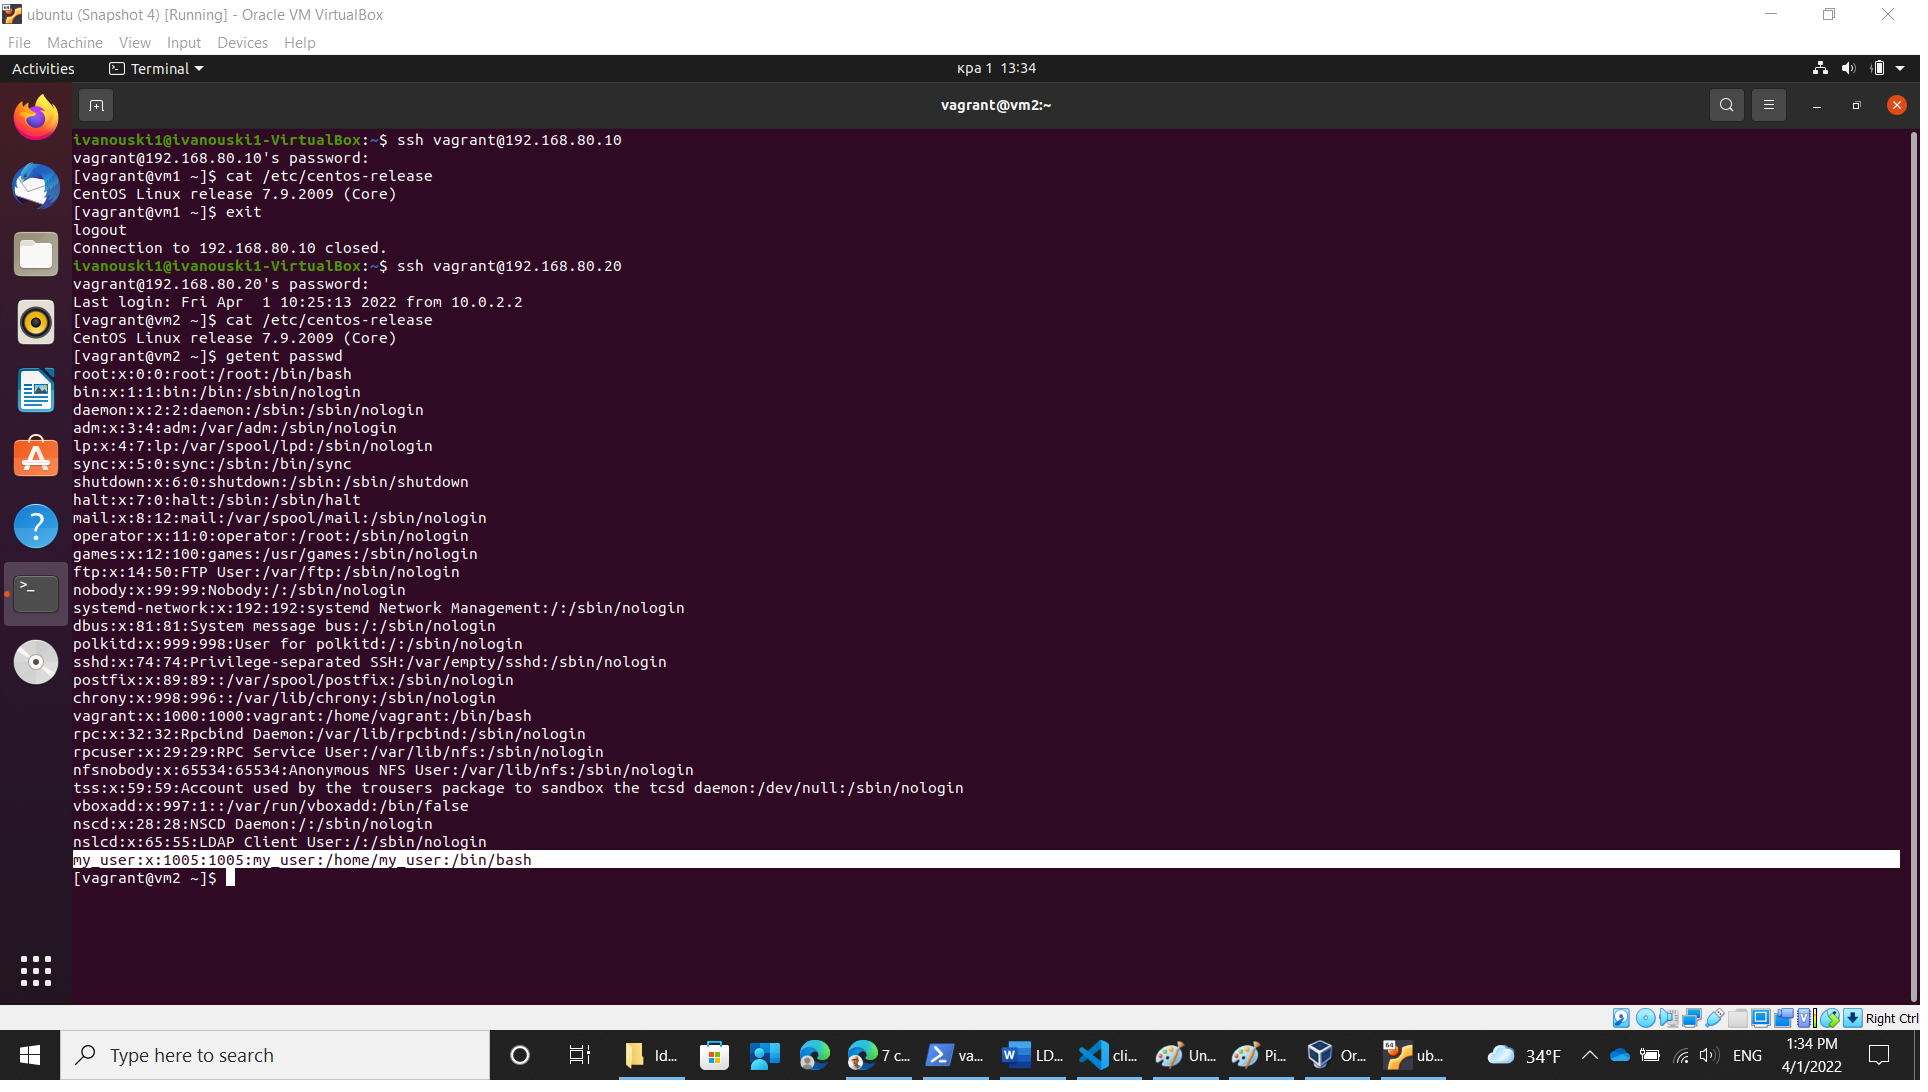 ubuntu (Snapshot 4) [Running] - Oracle VM VirtualBox
File Machine View Input Devices Help
Activities Terminal кра 1 13:34
vagrant@vm2:~
ivanouski1@ivanouski1-VirtualBox:~$ ssh vagrant@192.168.80.10
vagrant@192.168.80.10's password:
[vagrant@vm1 ~]$ cat /etc/centos-release
CentOS Linux release 7.9.2009 (Core)
[vagrant@vm1 ~]$ exit
logout
Connection to 192.168.80.10 closed.
ivanouski1@ivanouski1-VirtualBox:~$ ssh vagrant@192.168.80.20
vagrant@192.168.80.20's password:
Last login: Fri Apr  1 10:25:13 2022 from 10.0.2.2
[vagrant@vm2 ~]$ cat /etc/centos-release
CentOS Linux release 7.9.2009 (Core)
[vagrant@vm2 ~]$ getent passwd
root:x:0:0:root:/root:/bin/bash
bin:x:1:1:bin:/bin:/sbin/nologin
daemon:x:2:2:daemon:/sbin:/sbin/nologin
adm:x:3:4:adm:/var/adm:/sbin/nologin
lp:x:4:7:lp:/var/spool/lpd:/sbin/nologin
sync:x:5:0:sync:/sbin:/bin/sync
shutdown:x:6:0:shutdown:/sbin:/sbin/shutdown
halt:x:7:0:halt:/sbin:/sbin/halt
mail:x:8:12:mail:/var/spool/mail:/sbin/nologin
operator:x:11:0:operator:/root:/sbin/nologin
games:x:12:100:games:/usr/games:/sbin/nologin
ftp:x:14:50:FTP User:/var/ftp:/sbin/nologin
nobody:x:99:99:Nobody:/:/sbin/nologin
systemd-network:x:192:192:systemd Network Management:/:/sbin/nologin
dbus:x:81:81:System message bus:/:/sbin/nologin
polkitd:x:999:998:User for polkitd:/:/sbin/nologin
sshd:x:74:74:Privilege-separated SSH:/var/empty/sshd:/sbin/nologin
postfix:x:89:89::/var/spool/postfix:/sbin/nologin
chrony:x:998:996::/var/lib/chrony:/sbin/nologin
vagrant:x:1000:1000:vagrant:/home/vagrant:/bin/bash
rpc:x:32:32:Rpcbind Daemon:/var/lib/rpcbind:/sbin/nologin
rpcuser:x:29:29:RPC Service User:/var/lib/nfs:/sbin/nologin
nfsnobody:x:65534:65534:Anonymous NFS User:/var/lib/nfs:/sbin/nologin
tss:x:59:59:Account used by the trousers package to sandbox the tcsd daemon:/dev/null:/sbin/nologin
vboxadd:x:997:1::/var/run/vboxadd:/bin/false
nscd:x:28:28:NSCD Daemon:/:/sbin/nologin
nslcd:x:65:55:LDAP Client User:/:/sbin/nologin
my_user:x:1005:1005:my_user:/home/my_user:/bin/bash
[vagrant@vm2 ~]$
Right Ctrl
Type here to search ld... 7 c... va... LD... cli... Un... Pi... Or... ub... 34°F ENG 1:34 PM
4/1/2022